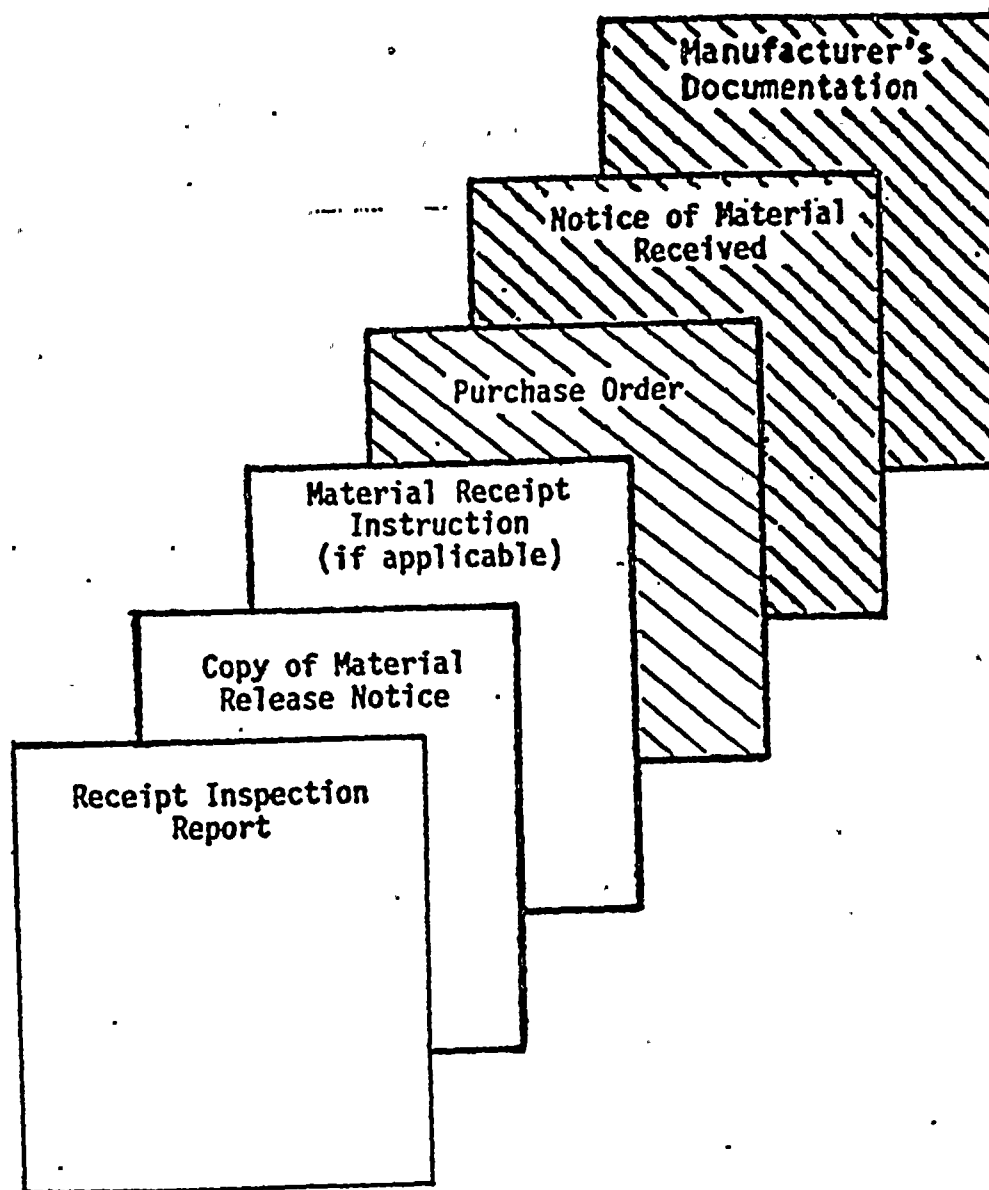 Manufacturer's
Documentation
Notice of Material
Received
Purchase Order
Material Receipt
Instruction
(if applicable)
Copy of Material
Release Notice
Receipt Inspection
Report